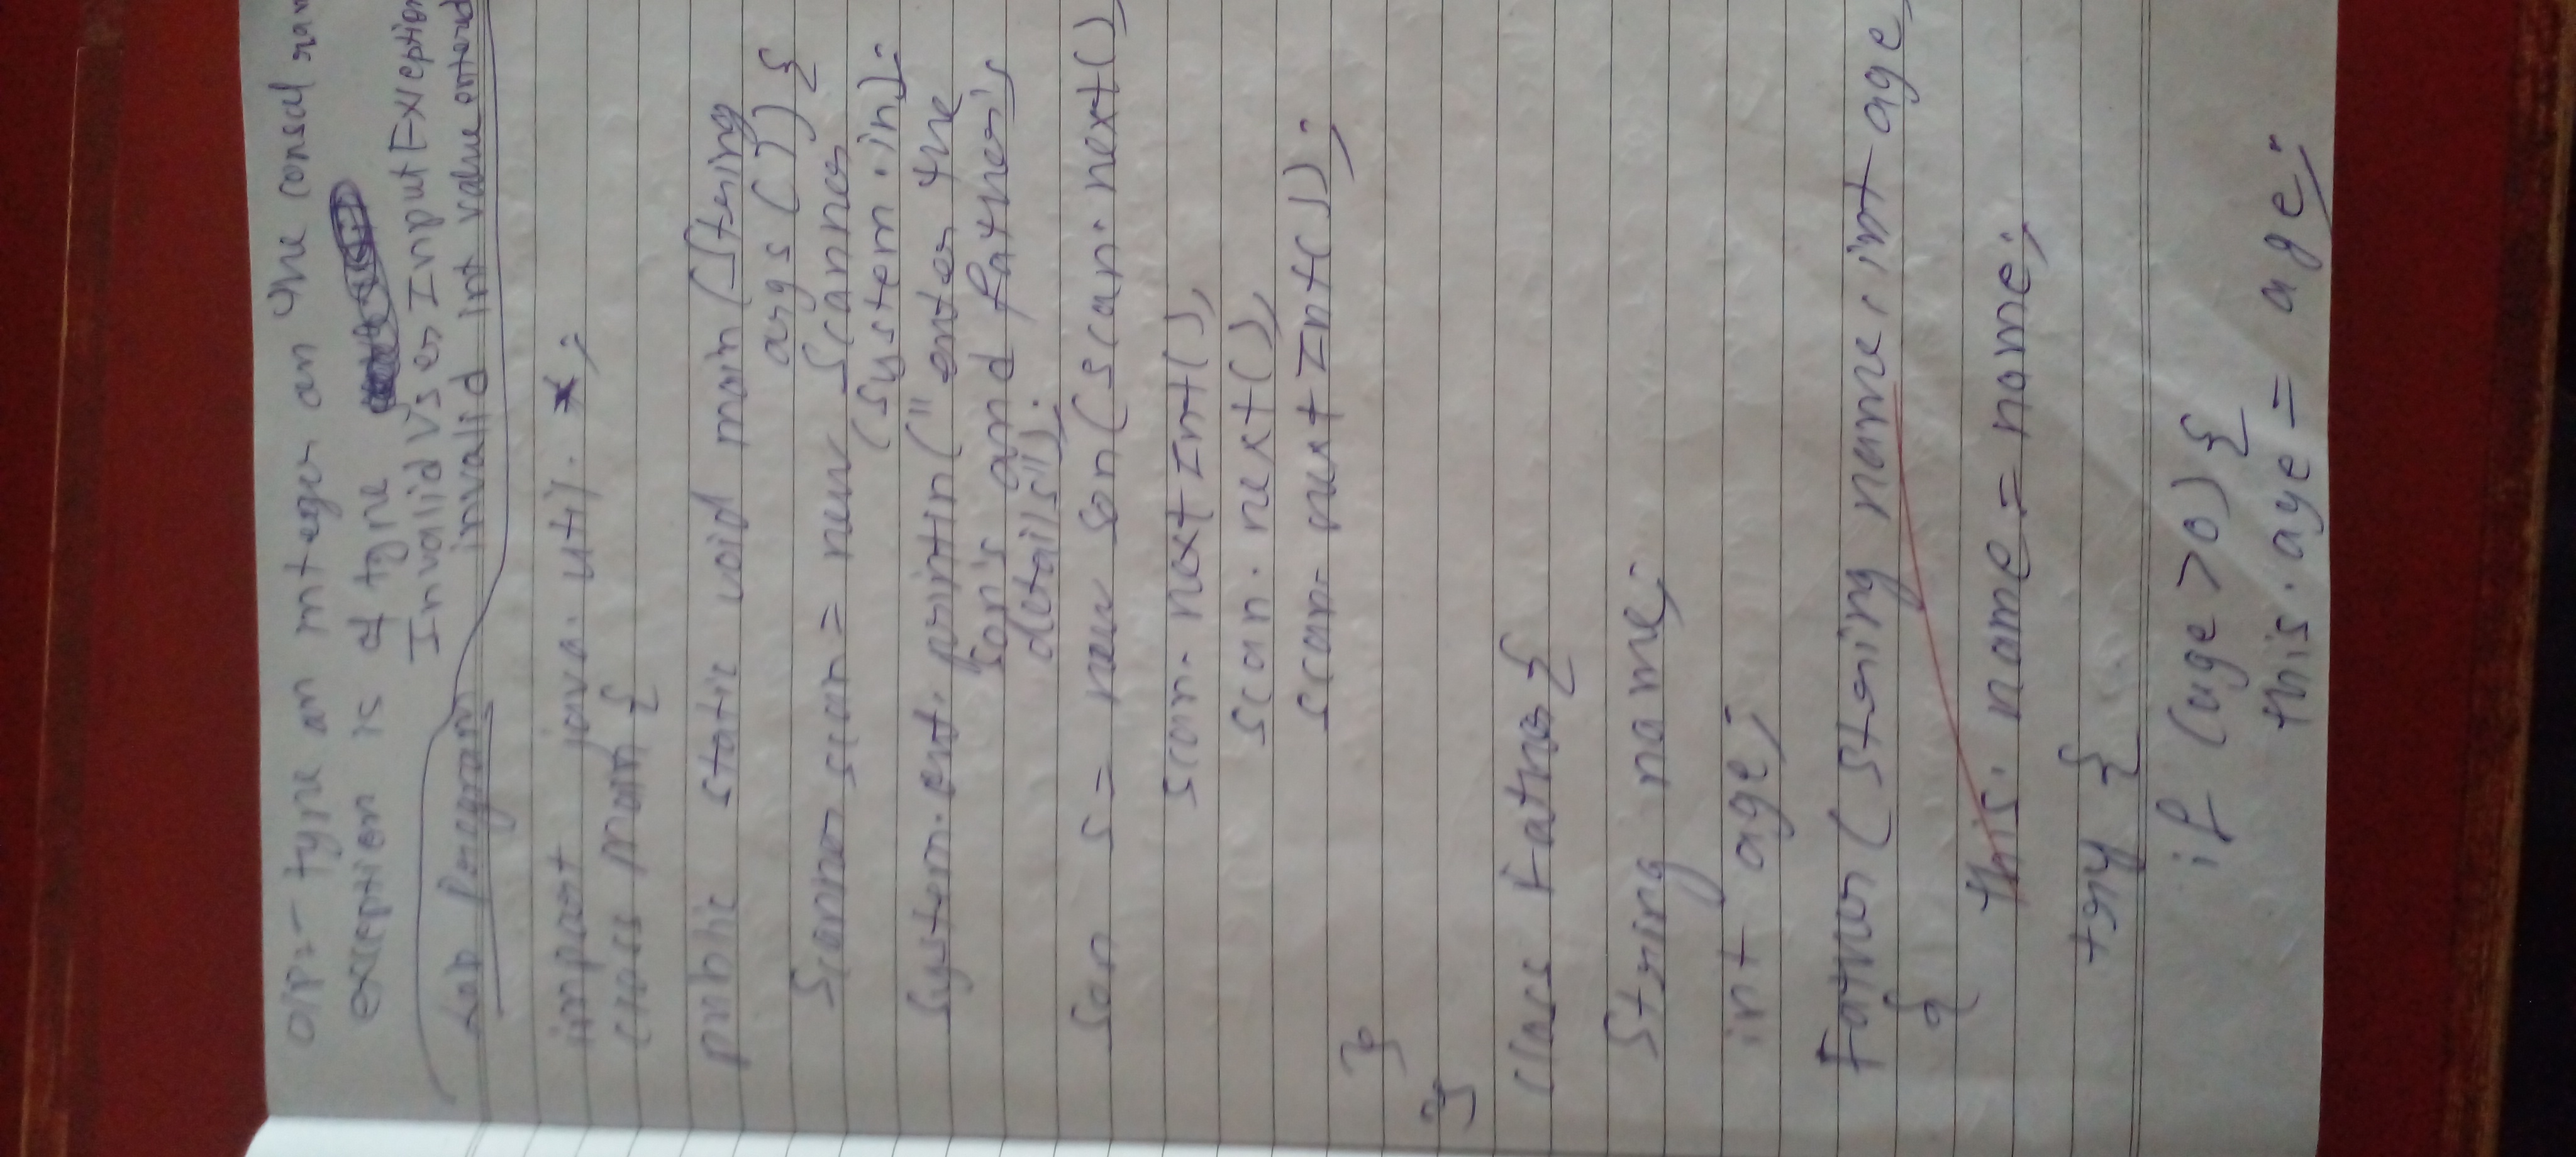 O/P:- type an integer on the consol ran
exception is of type
Invalid User Input Exception
invalid int value entered
Lab Program
import java.util.*;
class Main {
public static void main (String
args [ ]) {
Scanner scan = new Scanner
(System.in);
System.out.println ("enter the
son's and father's
details");
Son s = new Son(scan.next(),
scan.nextInt(),
scan.next(),
scan.nextInt());
}
}
class Father {
String name;
int age;
Father (String name, int age
{
this.name = name;
try {
if (age >0) {
this.age = age;